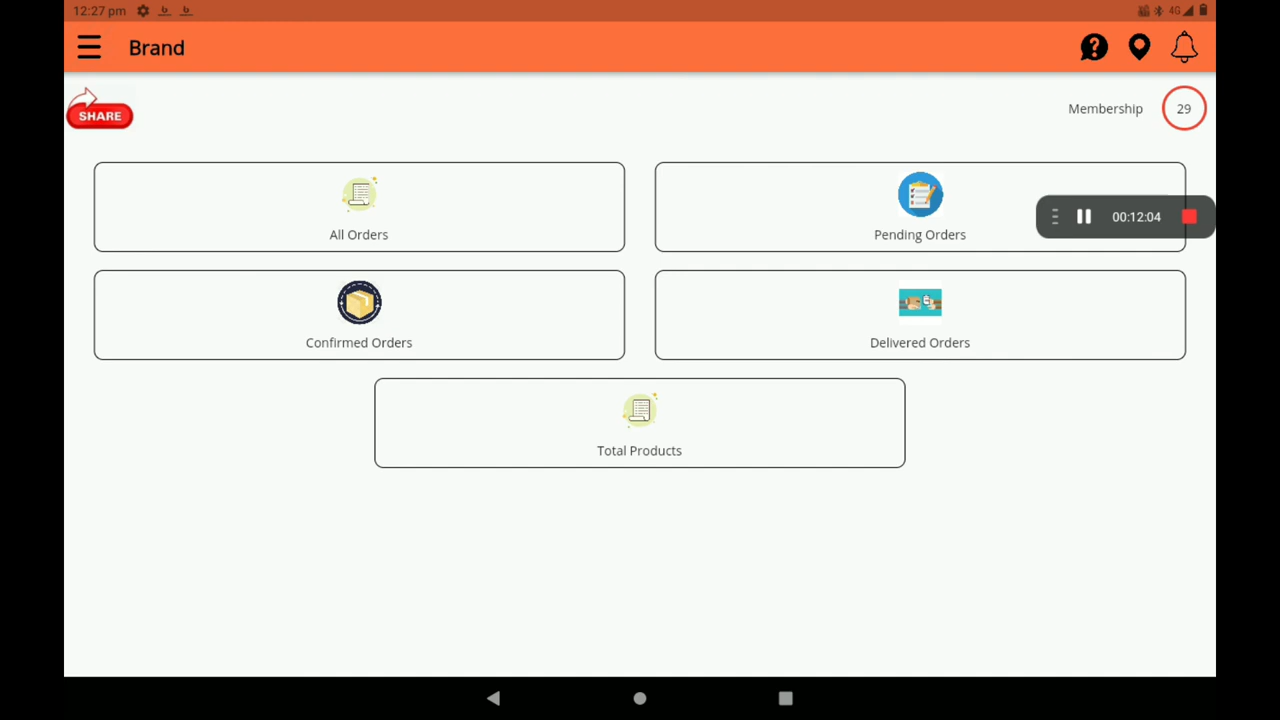 12:27 pm
4G
Brand
SHARE
Membership
29
All Orders
Pending Orders
00:12:04
Confirmed Orders
Delivered Orders
Total Products